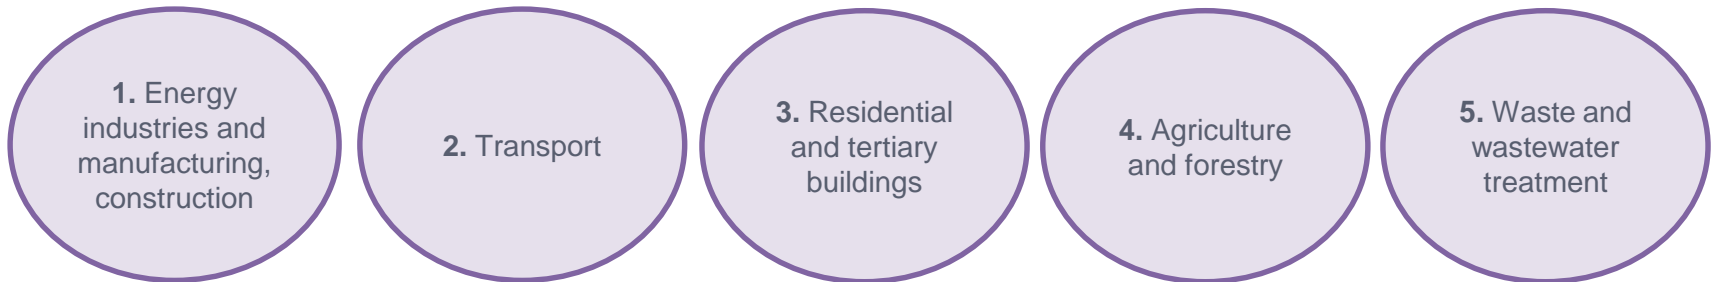 1. Energy
industries and
manufacturing,
construction
2. Transport
3. Residential
and tertiary
buildings
4. Agriculture
and forestry
5. Waste and
wastewater
treatment